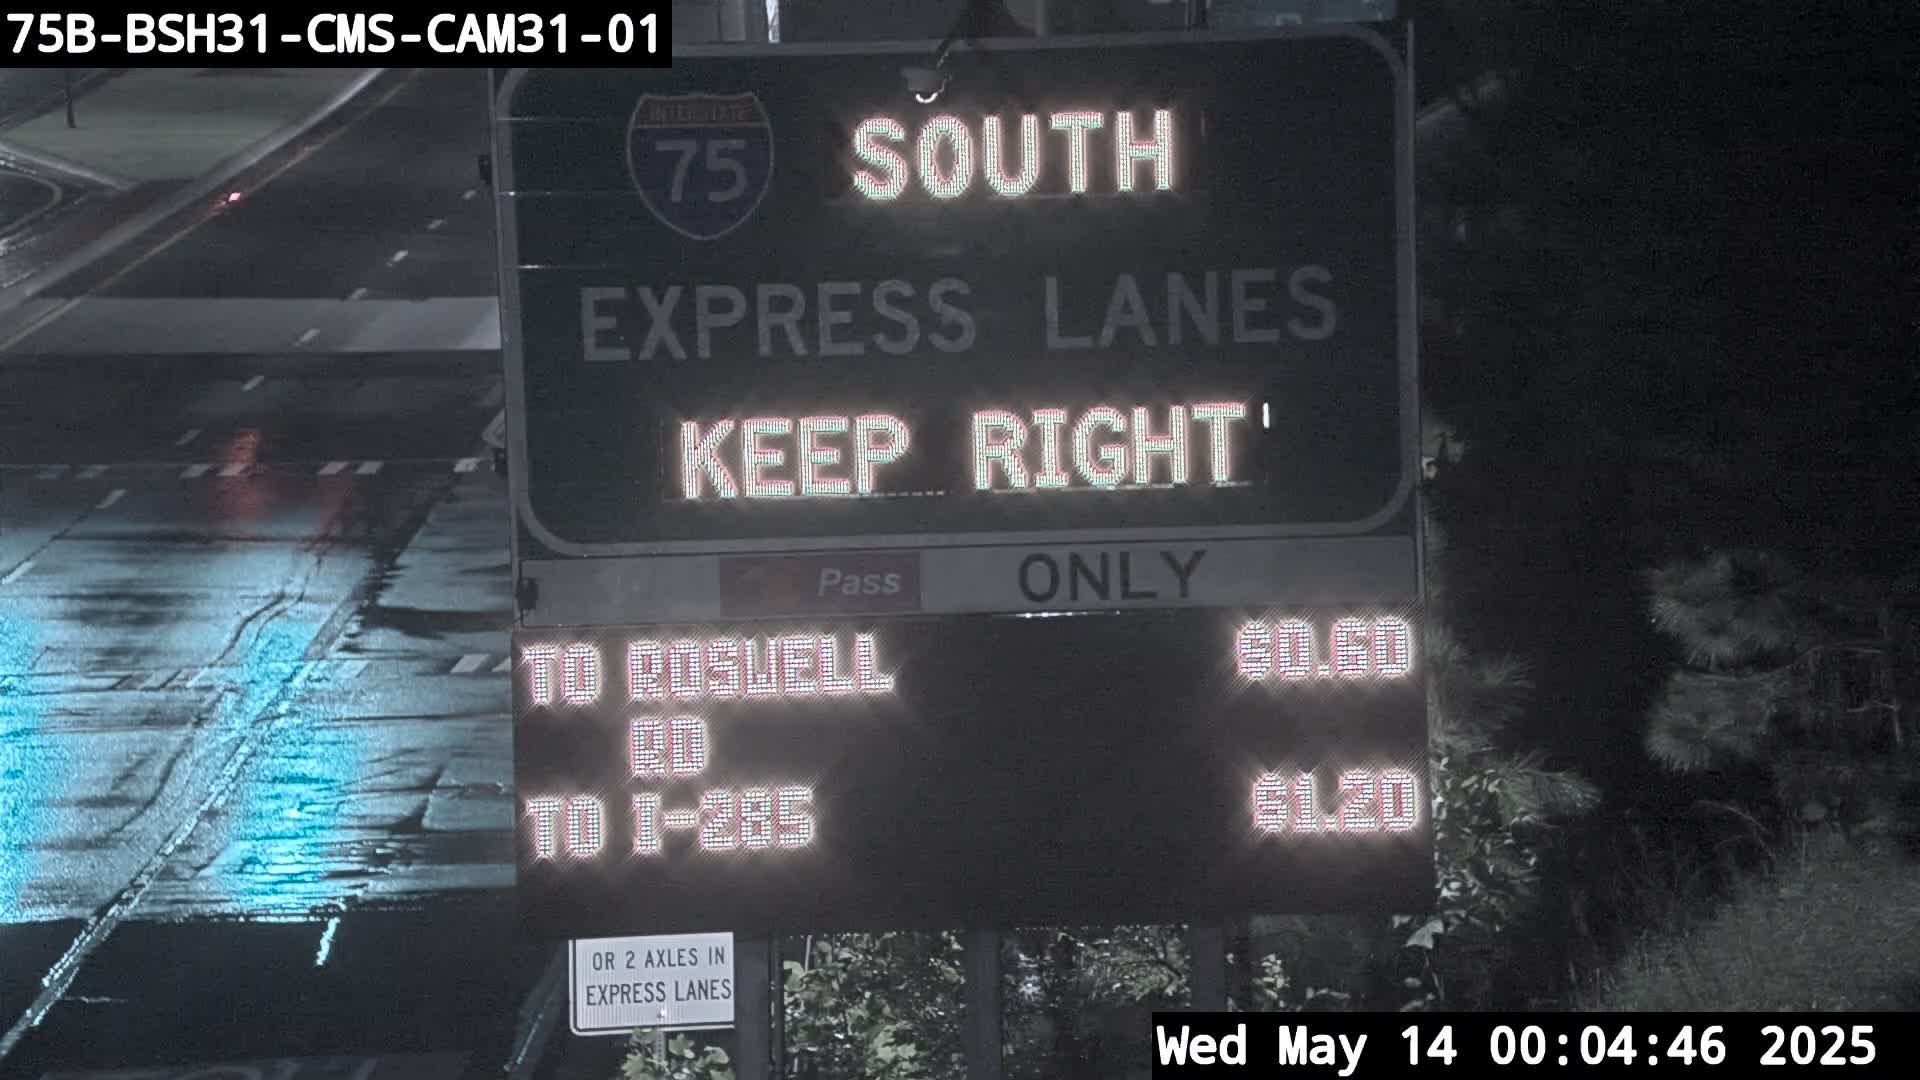 75B-BSH31-CMS-CAM31-01
INTERSTATE
75
SOUTH
EXPRESS LANES
KEEP RIGHT
Pass ONLY
TO ROSWELL $0.60
RD
TO I-285 $1.20
OR 2 AXLES IN
EXPRESS LANES
Wed May 14 00:04:46 2025